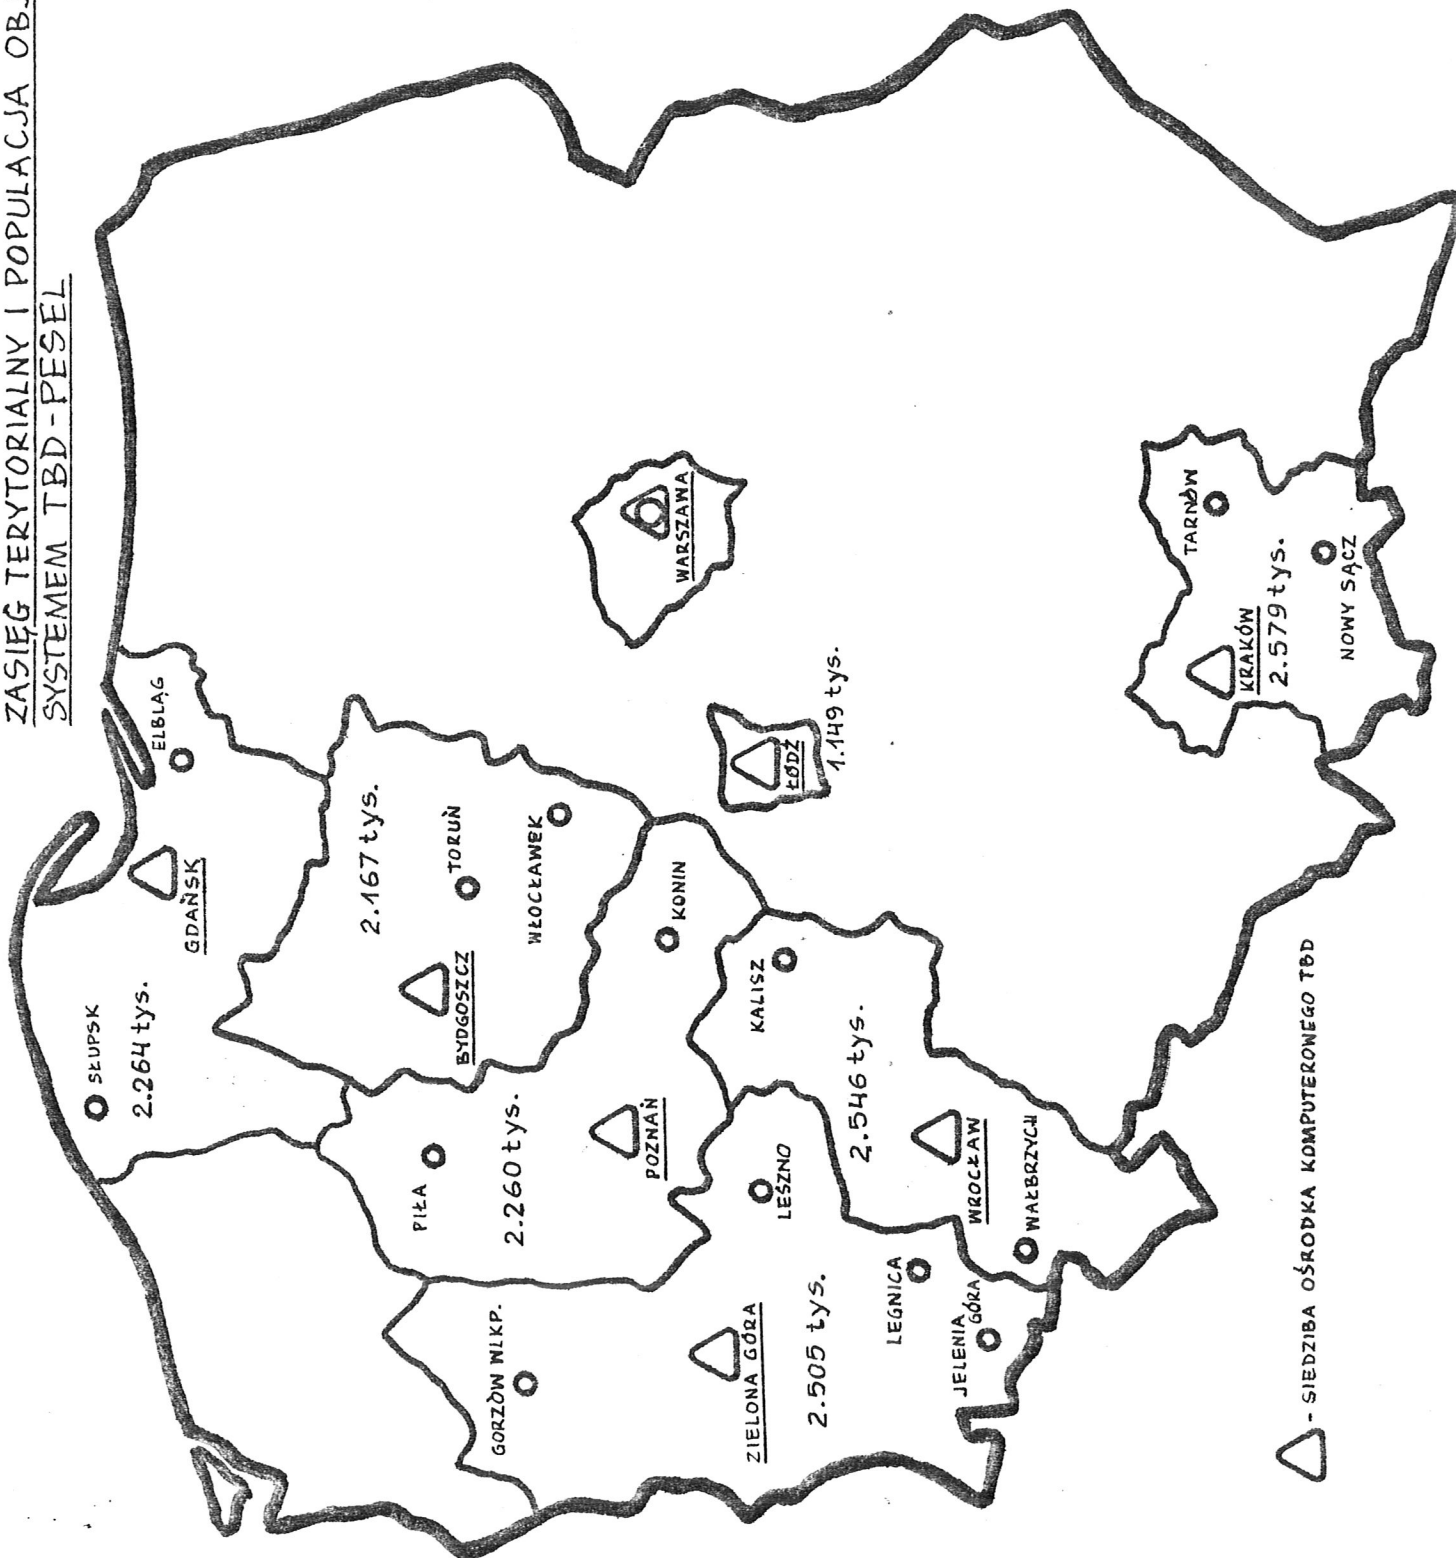 ZASIĘG TERYTORIALNY I POPULACJA
SYSTEMEM TBD-PESEL
SŁUPSK
2.264 tys.
GDAŃSK
ELBLĄG
2.167 tys.
BYDGOSZCZ
TORUŃ
WŁOCŁAWEK
PIŁA
2.260 tys.
POZNAŃ
KONIN
GORZÓW WLKP.
ZIELONA GÓRA
2.505 tys.
LESZNO
LEGNICA
JELENIA
GÓRA
KALISZ
2.546 tys.
WROCŁAW
WAŁBRZYCH
ŁÓDŹ
1.149 tys.
WARSZAWA
KRAKÓW
2.579 tys.
TARNÓW
NOWY SĄCZ
- SIEDZIBA OŚRODKA KOMPUTEROWEGO TBD